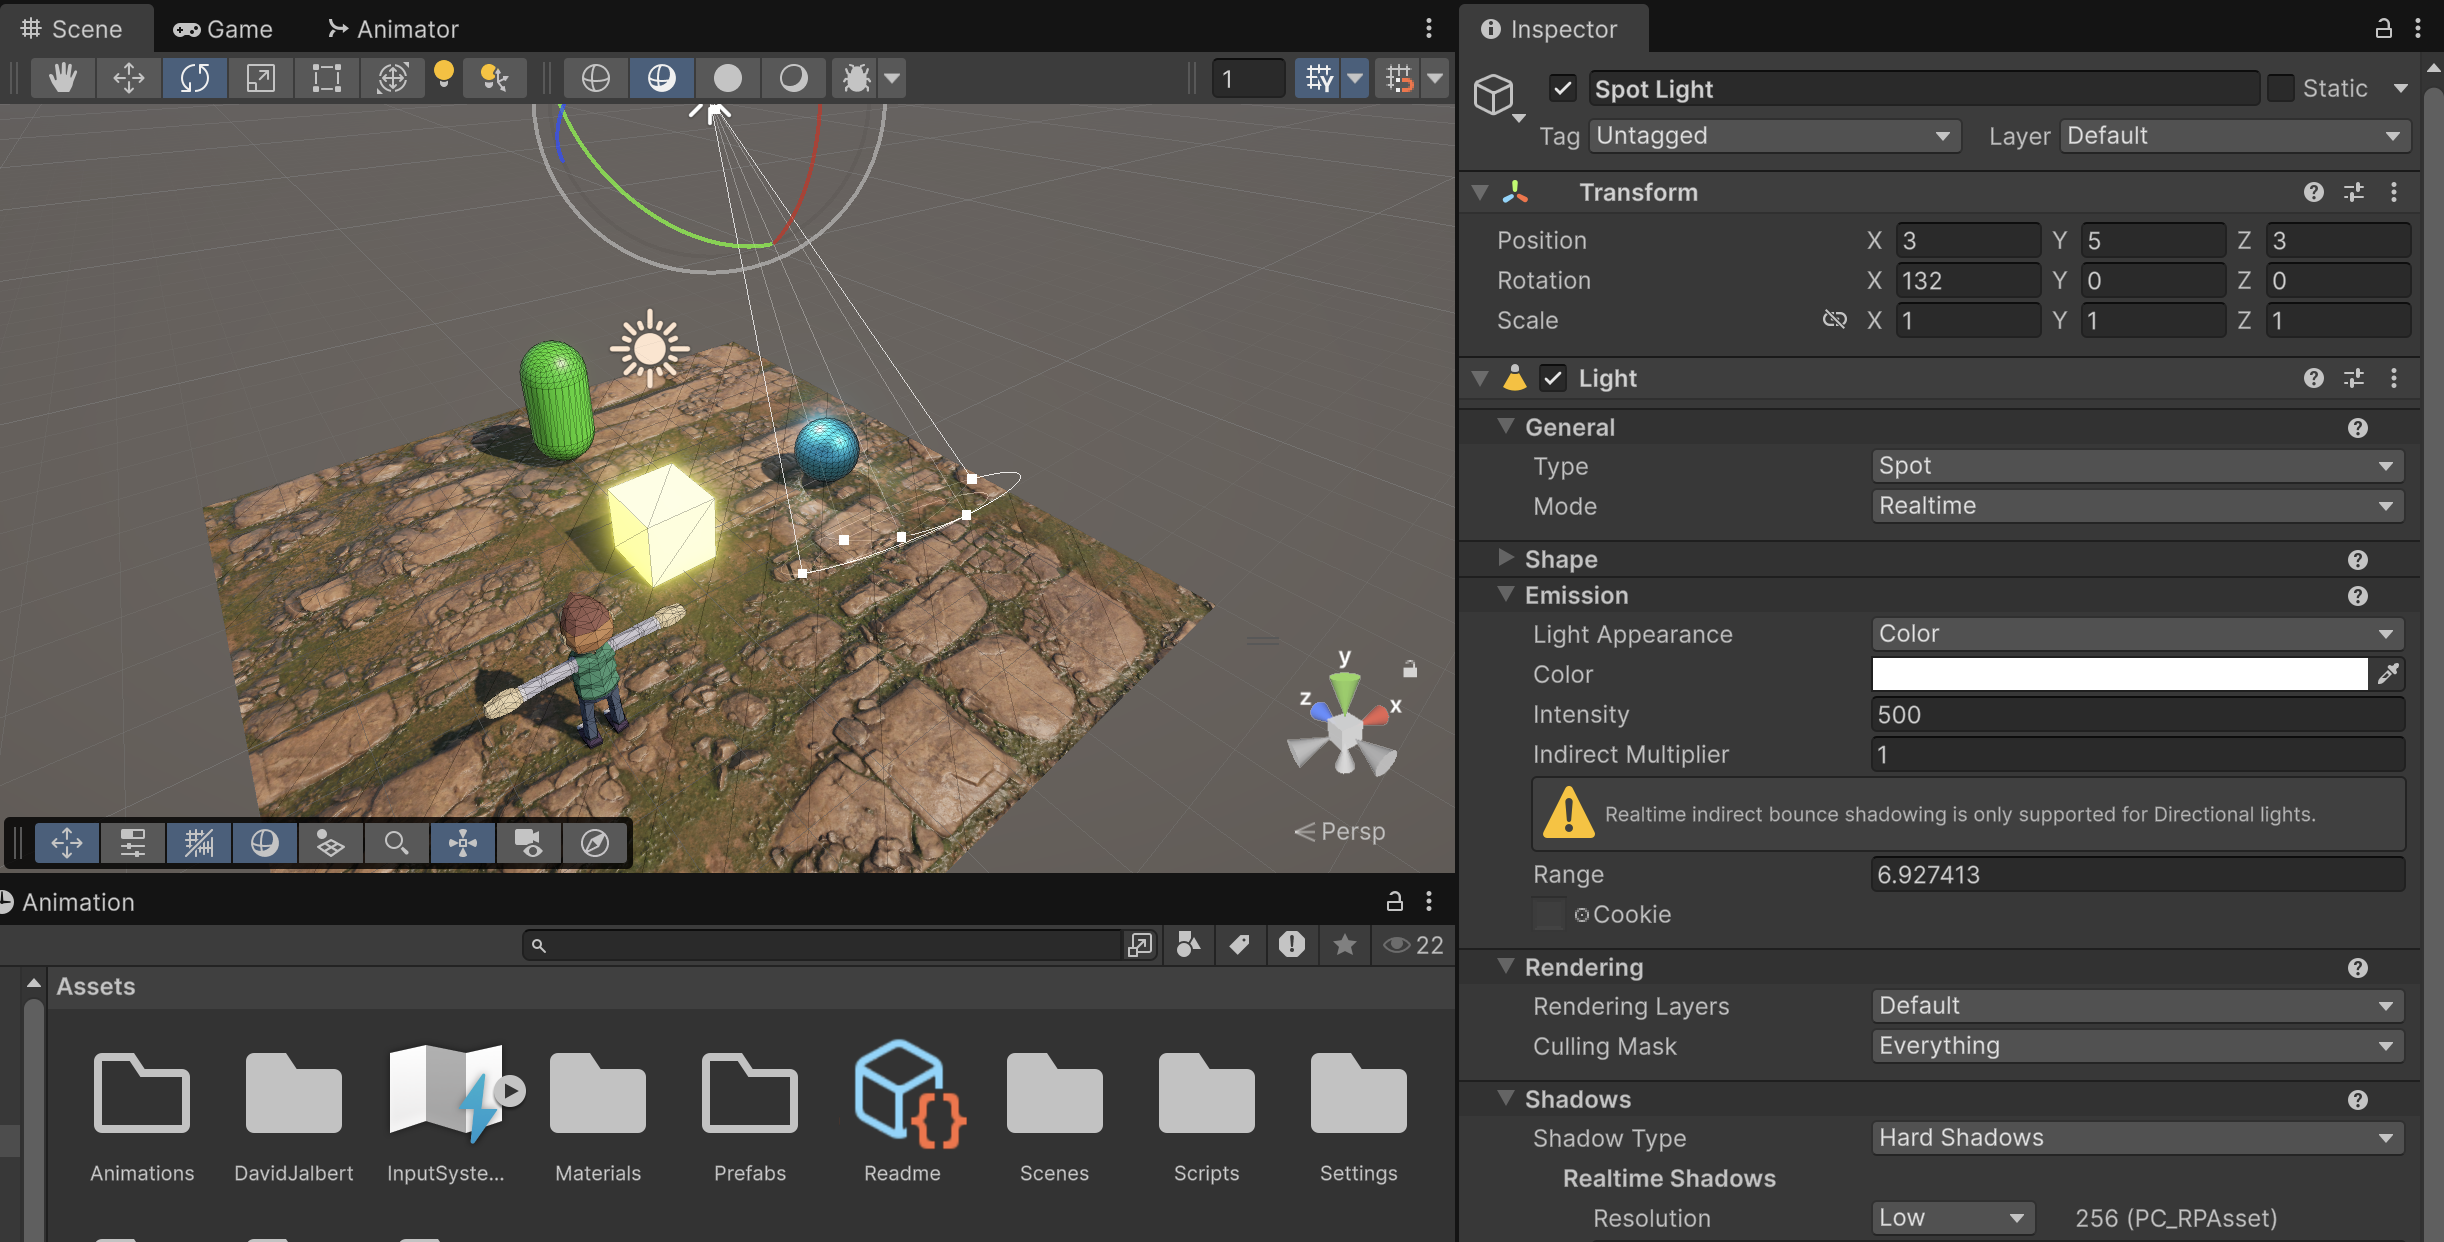 Scene
Game
Animator
Inspector
1
Spot Light
Static
Tag Untagged
Layer Default
Transform
Position X 3 Y 5 Z 3
Rotation X 132 Y 0 Z 0
Scale X 1 Y 1 Z 1
Light
General
Type Spot
Mode Realtime
Shape
Emission
Light Appearance Color
Color
Intensity 500
Indirect Multiplier 1
Realtime indirect bounce shadowing is only supported for Directional lights.
Range 6.927413
Cookie
Rendering
Rendering Layers Default
Culling Mask Everything
Shadows
Shadow Type Hard Shadows
Realtime Shadows
Resolution Low 256 (PC_RPAsset)
y
z
x
Persp
Animation
22
Assets
Animations
DavidJalbert
InputSyste...
Materials
Prefabs
Readme
Scenes
Scripts
Settings